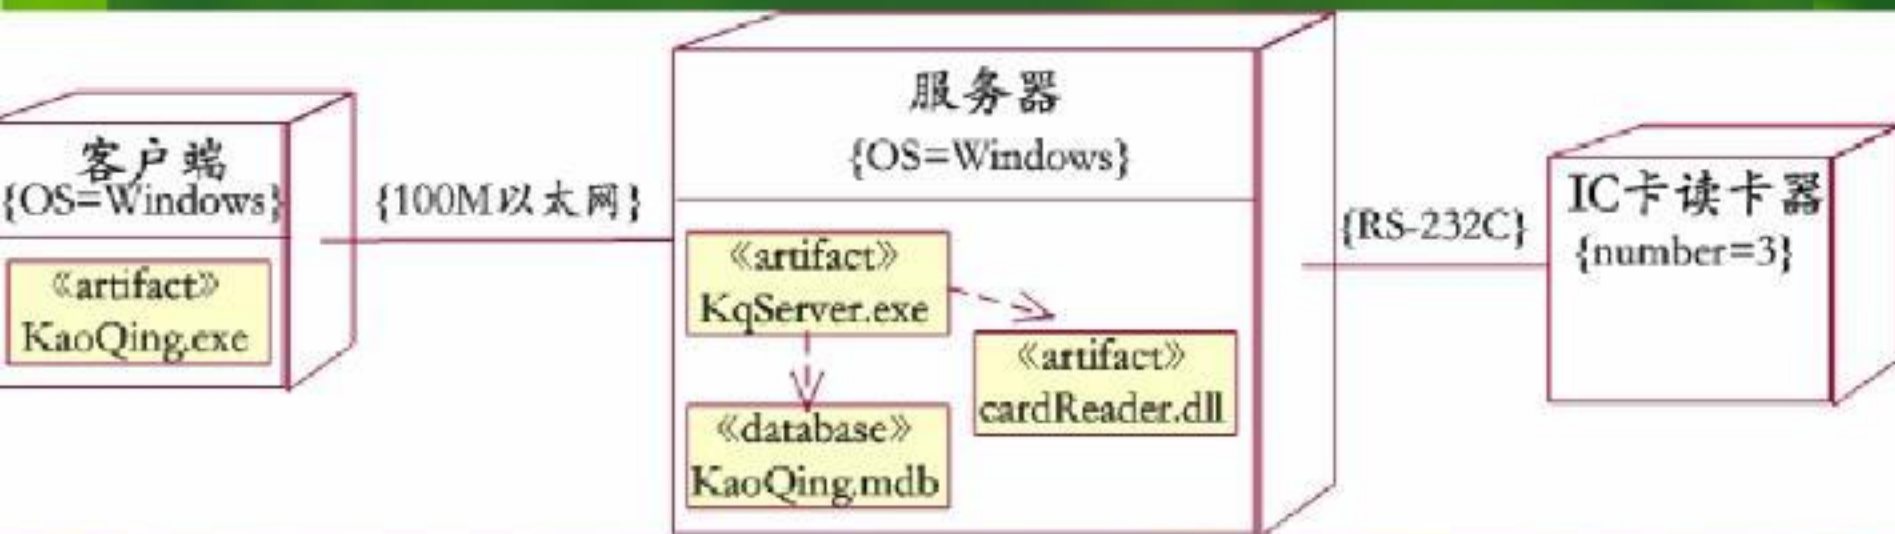 客户端
{OS=Windows}
《artifact》
KaoQing.exe
{100M以太网}
服务器
{OS=Windows}
《artifact》
KqServer.exe
《artifact》
cardReader.dll
《database》
KaoQing.mdb
{RS-232C}
IC卡读卡器
{number=3}